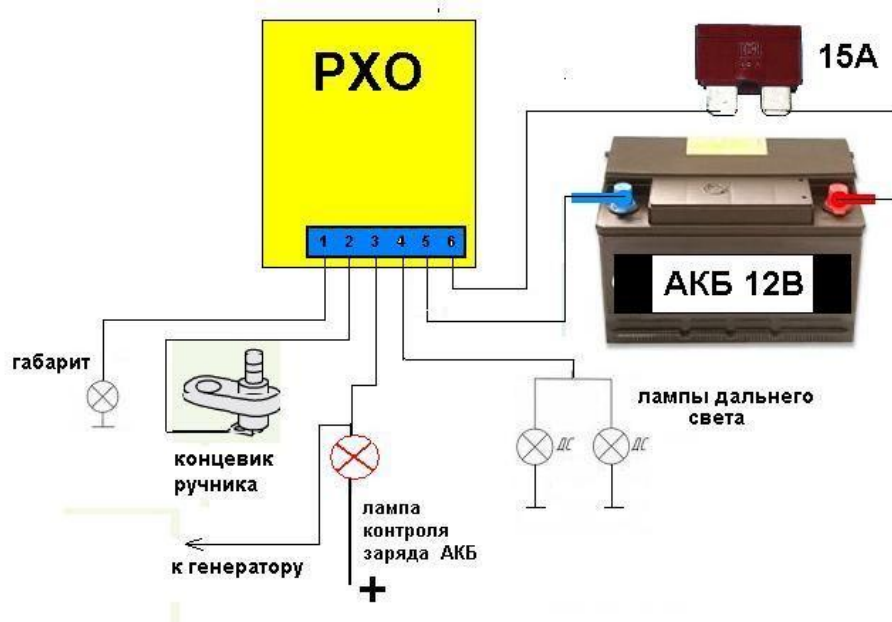 РХО
15А
1 2 3 4 5 6
АКБ 12В
габарит
лампы дальнего
света
ДС
ДС
концевик
ручника
лампа
контроля
заряда АКБ
к генератору
+